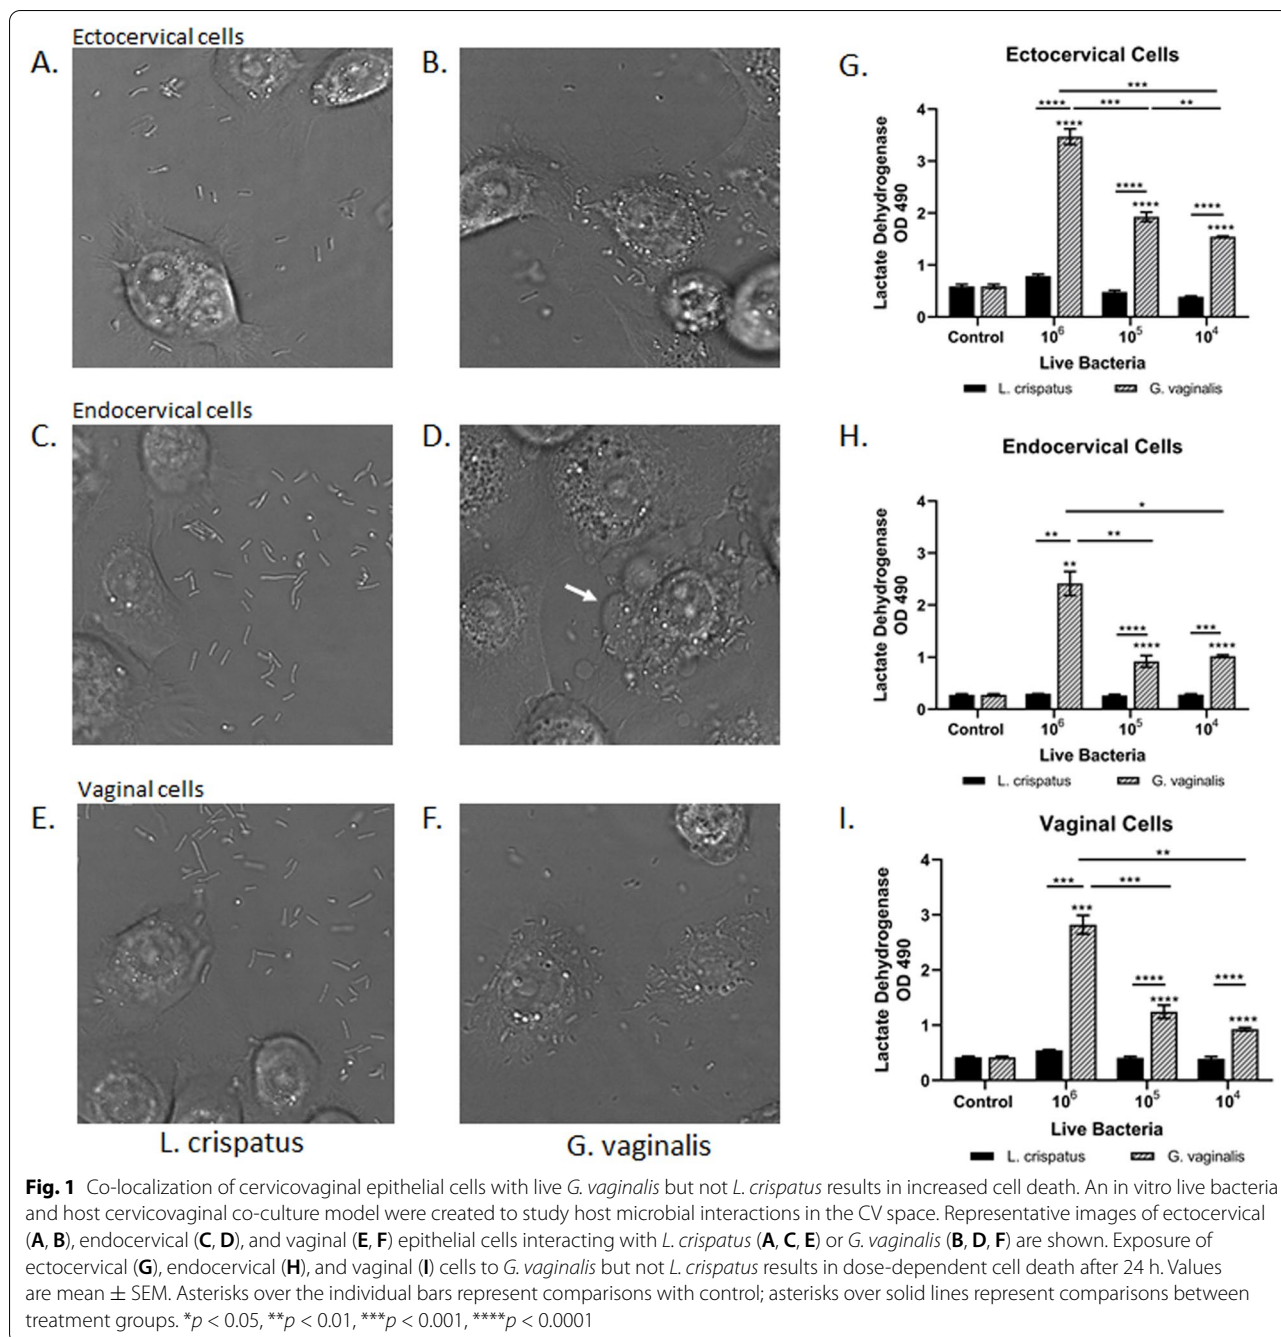 Ectocervical cells
A.
B.
Endocervical cells
C.
D.
Vaginal cells
E.
F.
L. crispatus
G. vaginalis
G.
Ectocervical Cells
Lactate Dehydrogenase
OD 490
4
3
2
1
0
***
**** *** **
****
**** ****
**** ****
Control 10⁶ 10⁵ 10⁴
Live Bacteria
L. crispatus G. vaginalis
H.
Endocervical Cells
Lactate Dehydrogenase
OD 490
4
3
2
1
0
*
** **
**
**** ***
**** ****
Control 10⁶ 10⁵ 10⁴
Live Bacteria
L. crispatus G. vaginalis
I.
Vaginal Cells
Lactate Dehydrogenase
OD 490
4
3
2
1
0
**
*** ***
***
**** ****
**** ****
Control 10⁶ 10⁵ 10⁴
Live Bacteria
L. crispatus G. vaginalis
Fig. 1 Co-localization of cervicovaginal epithelial cells with live G. vaginalis but not L. crispatus results in increased cell death. An in vitro live bacteria
and host cervicovaginal co-culture model were created to study host microbial interactions in the CV space. Representative images of ectocervical
(A, B), endocervical (C, D), and vaginal (E, F) epithelial cells interacting with L. crispatus (A, C, E) or G. vaginalis (B, D, F) are shown. Exposure of
ectocervical (G), endocervical (H), and vaginal (I) cells to G. vaginalis but not L. crispatus results in dose-dependent cell death after 24 h. Values
are mean ± SEM. Asterisks over the individual bars represent comparisons with control; asterisks over solid lines represent comparisons between
treatment groups. *p < 0.05, **p < 0.01, ***p < 0.001, ****p < 0.0001